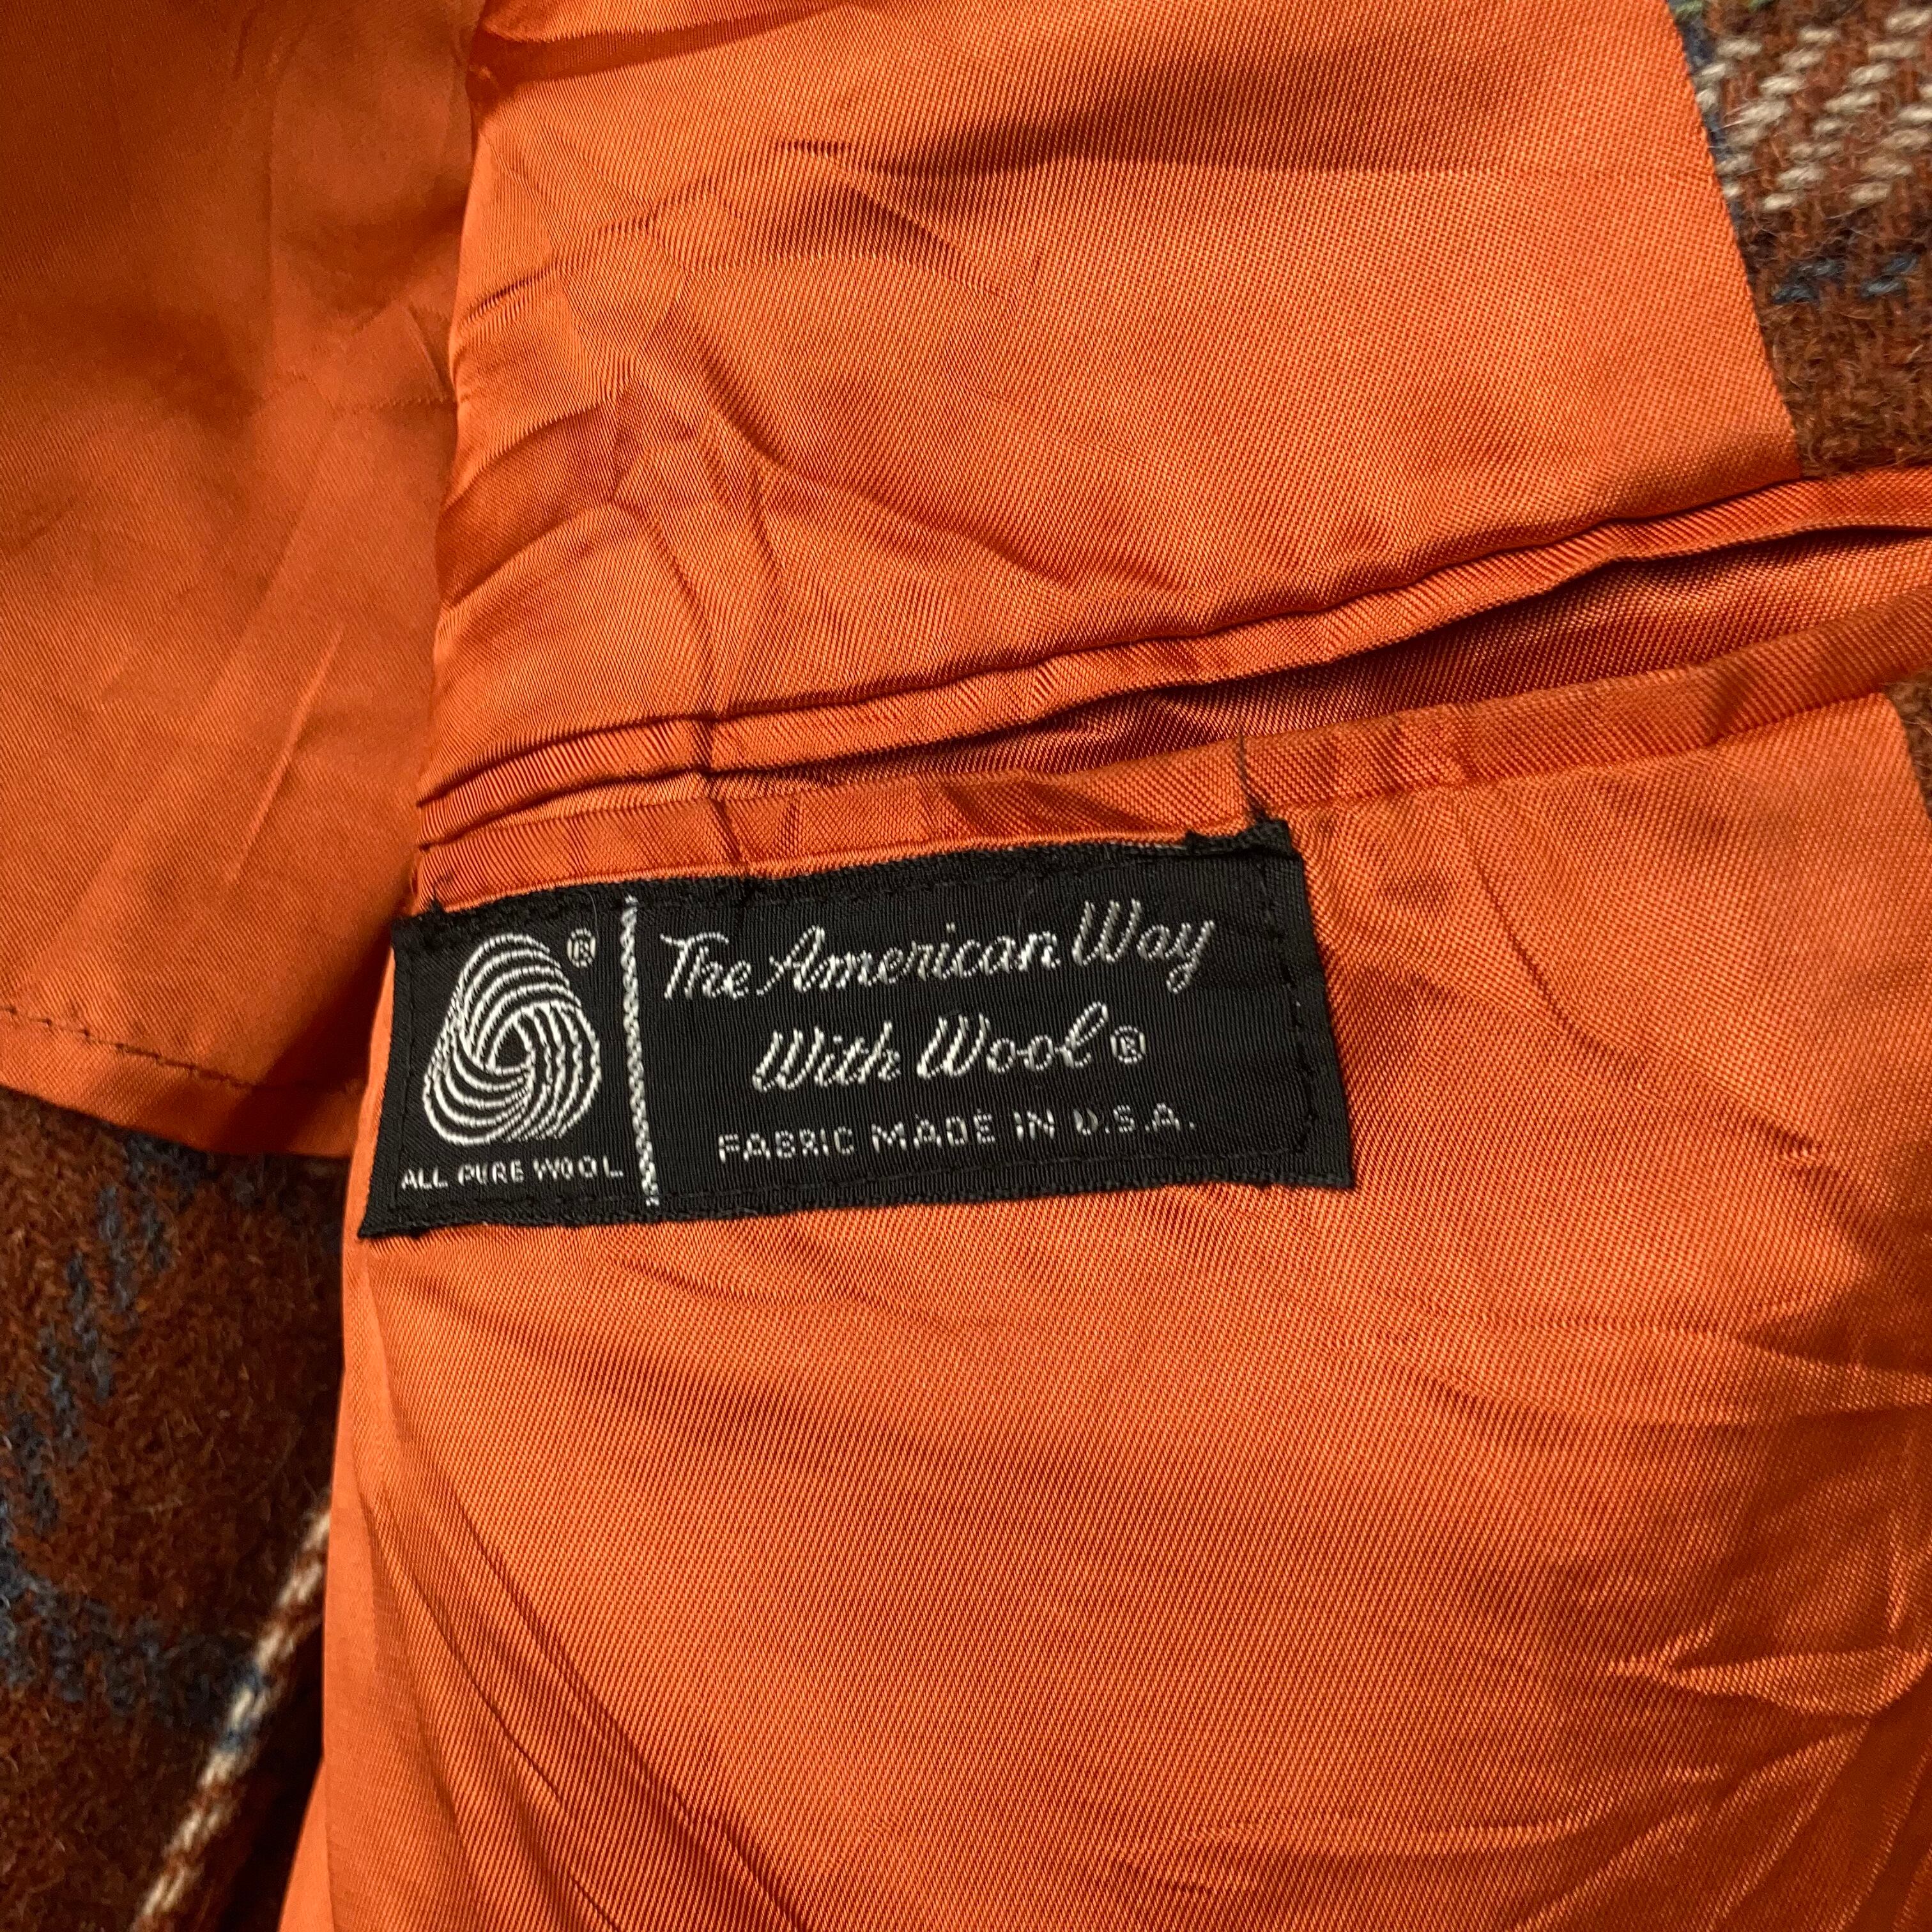 ®
ALL PURE WOOL
The American Way
With Wool®
FABRIC MADE IN U.S.A.